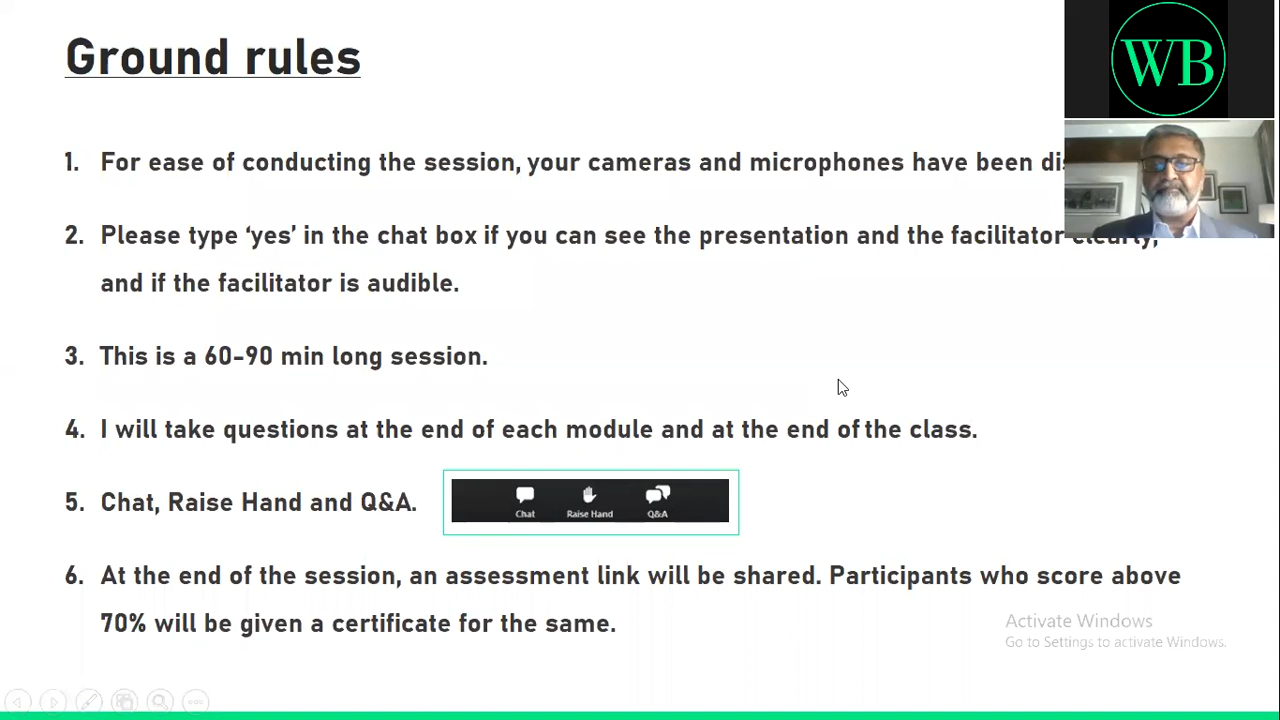 Ground rules
WB
1. For ease of conducting the session, your cameras and microphones have been
2. Please type ‘yes’ in the chat box if you can see the presentation and the facilitator clearly,
and if the facilitator is audible.
3. This is a 60-90 min long session.
4. I will take questions at the end of each module and at the end of the class.
5. Chat, Raise Hand and Q&A.
Chat Raise Hand Q&A
6. At the end of the session, an assessment link will be shared. Participants who score above
70% will be given a certificate for the same.
Activate Windows
Go to Settings to activate Windows.